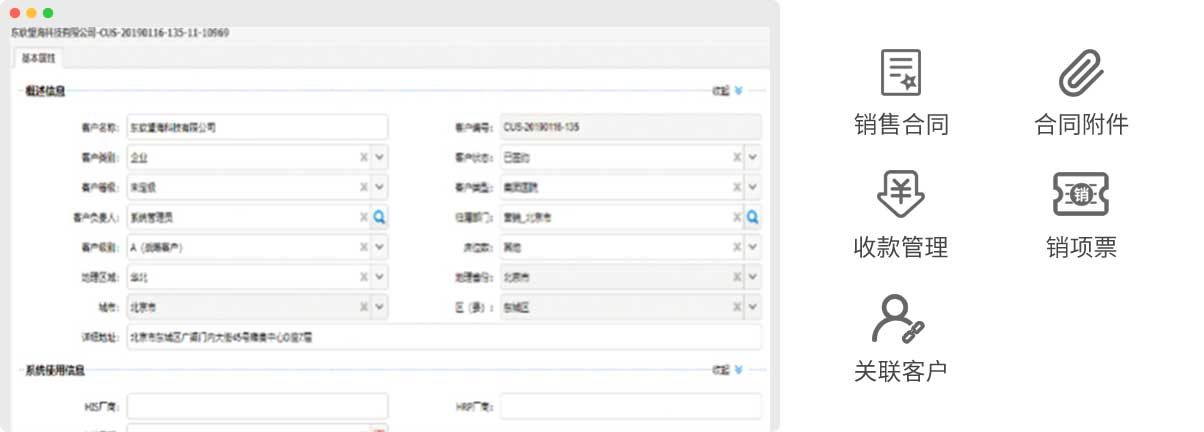 东软望海科技有限公司-CUS-20190116-135-11-10969
基本属性
概述信息 收起
客户名称: 东软望海科技有限公司 客户编号: CUS-20190116-135
客户类别: 企业 客户状态: 已签约
客户等级: 未定级 客户类型: 集团医院
客户负责人: 系统管理员 归属部门: 营销_北京市
客户级别: A（战略客户） 床位数: 其他
地理区域: 华北 地理省份: 北京市
城市: 北京市 区（县）: 东城区
详细地址: 北京市东城区广渠门内大街45号雍贵中心D座7层
系统使用信息 收起
HIS厂商: HRP厂商:
销售合同 合同附件
销
收款管理 销项票
关联客户